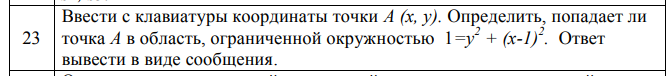 Ввести с клавиатуры координаты точки A (x, y). Определить, попадает ли
23 точка A в область, ограниченной окружностью 1=y² + (x-1)². Ответ
вывести в виде сообщения.